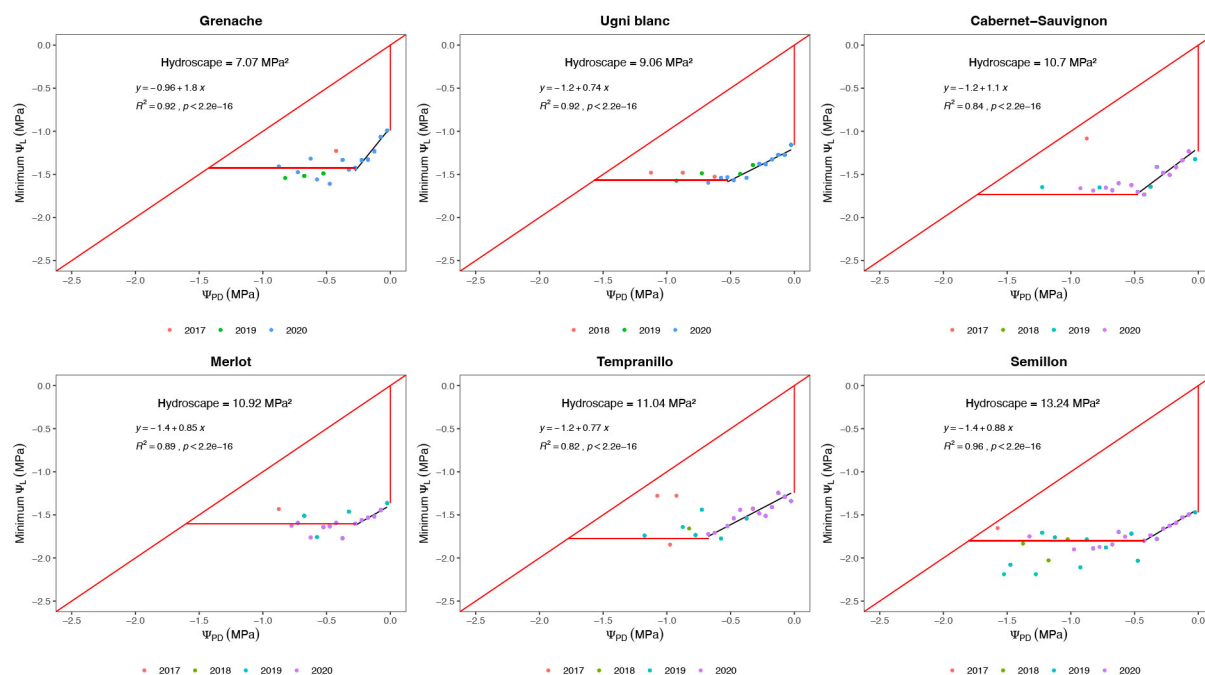 Grenache
Ugni blanc
Cabernet−Sauvignon
Hydroscape = 7.07 MPa²
Hydroscape = 9.06 MPa²
Hydroscape = 10.7 MPa²
y = −0.96 + 1.8 x
y = −1.2 + 0.74 x
y = −1.2 + 1.1 x
R² = 0.92 , p < 2.2e−16
R² = 0.92 , p < 2.2e−16
R² = 0.84 , p < 2.2e−16
Minimum ΨL (MPa)
Minimum ΨL (MPa)
Minimum ΨL (MPa)
0.0
−0.5
−1.0
−1.5
−2.0
−2.5
0.0
−0.5
−1.0
−1.5
−2.0
−2.5
0.0
−0.5
−1.0
−1.5
−2.0
−2.5
−2.5 −2.0 −1.5 −1.0 −0.5 0.0
−2.5 −2.0 −1.5 −1.0 −0.5 0.0
−2.5 −2.0 −1.5 −1.0 −0.5 0.0
ΨPD (MPa)
ΨPD (MPa)
ΨPD (MPa)
2017 2019 2020
2018 2019 2020
2017 2018 2019 2020
Merlot
Tempranillo
Semillon
Hydroscape = 10.92 MPa²
Hydroscape = 11.04 MPa²
Hydroscape = 13.24 MPa²
y = −1.4 + 0.85 x
y = −1.2 + 0.77 x
y = −1.4 + 0.88 x
R² = 0.89 , p < 2.2e−16
R² = 0.82 , p < 2.2e−16
R² = 0.96 , p < 2.2e−16
Minimum ΨL (MPa)
Minimum ΨL (MPa)
Minimum ΨL (MPa)
0.0
−0.5
−1.0
−1.5
−2.0
−2.5
0.0
−0.5
−1.0
−1.5
−2.0
−2.5
0.0
−0.5
−1.0
−1.5
−2.0
−2.5
−2.5 −2.0 −1.5 −1.0 −0.5 0.0
−2.5 −2.0 −1.5 −1.0 −0.5 0.0
−2.5 −2.0 −1.5 −1.0 −0.5 0.0
ΨPD (MPa)
ΨPD (MPa)
ΨPD (MPa)
2017 2018 2019 2020
2017 2018 2019 2020
2017 2018 2019 2020